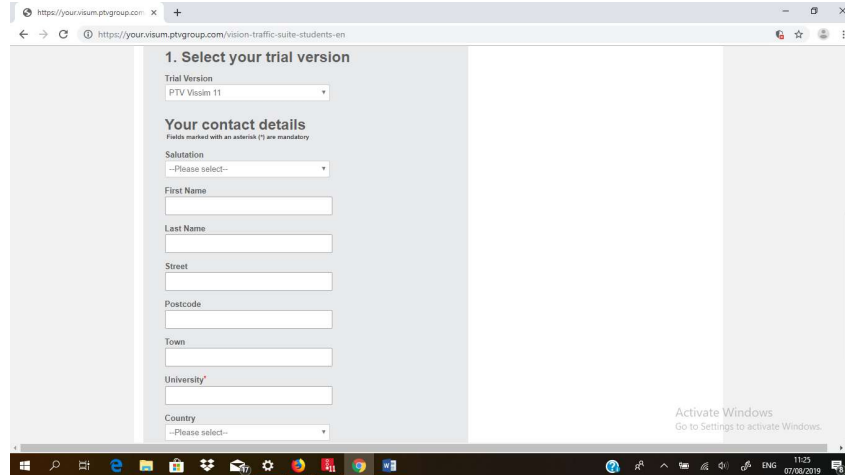 https://your.visum.ptvgroup.com
https://your.visum.ptvgroup.com/vision-traffic-suite-students-en
1. Select your trial version
Trial Version
PTV Vissim 11
Your contact details
Fields marked with an asterisk (*) are mandatory
Salutation
--Please select--
First Name
Last Name
Street
Postcode
Town
University*
Country
--Please select--
Activate Windows
Go to Settings to activate Windows.
ENG
11:25
07/08/2019